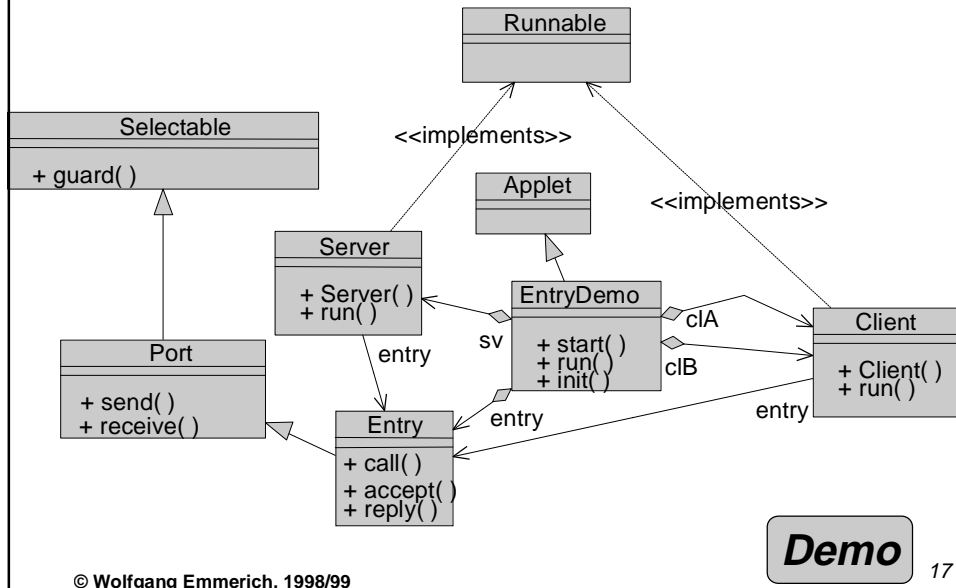 Runnable
Selectable
+ guard( )
<<implements>>
Applet
<<implements>>
Server
+ Server( )
+ run( )
EntryDemo
+ start( )
+ run( )
+ init( )
sv
clA
clB
Client
+ Client( )
+ run( )
Port
+ send( )
+ receive( )
entry
entry
entry
Entry
+ call( )
+ accept( )
+ reply( )
Demo
17
© Wolfgang Emmerich, 1998/99